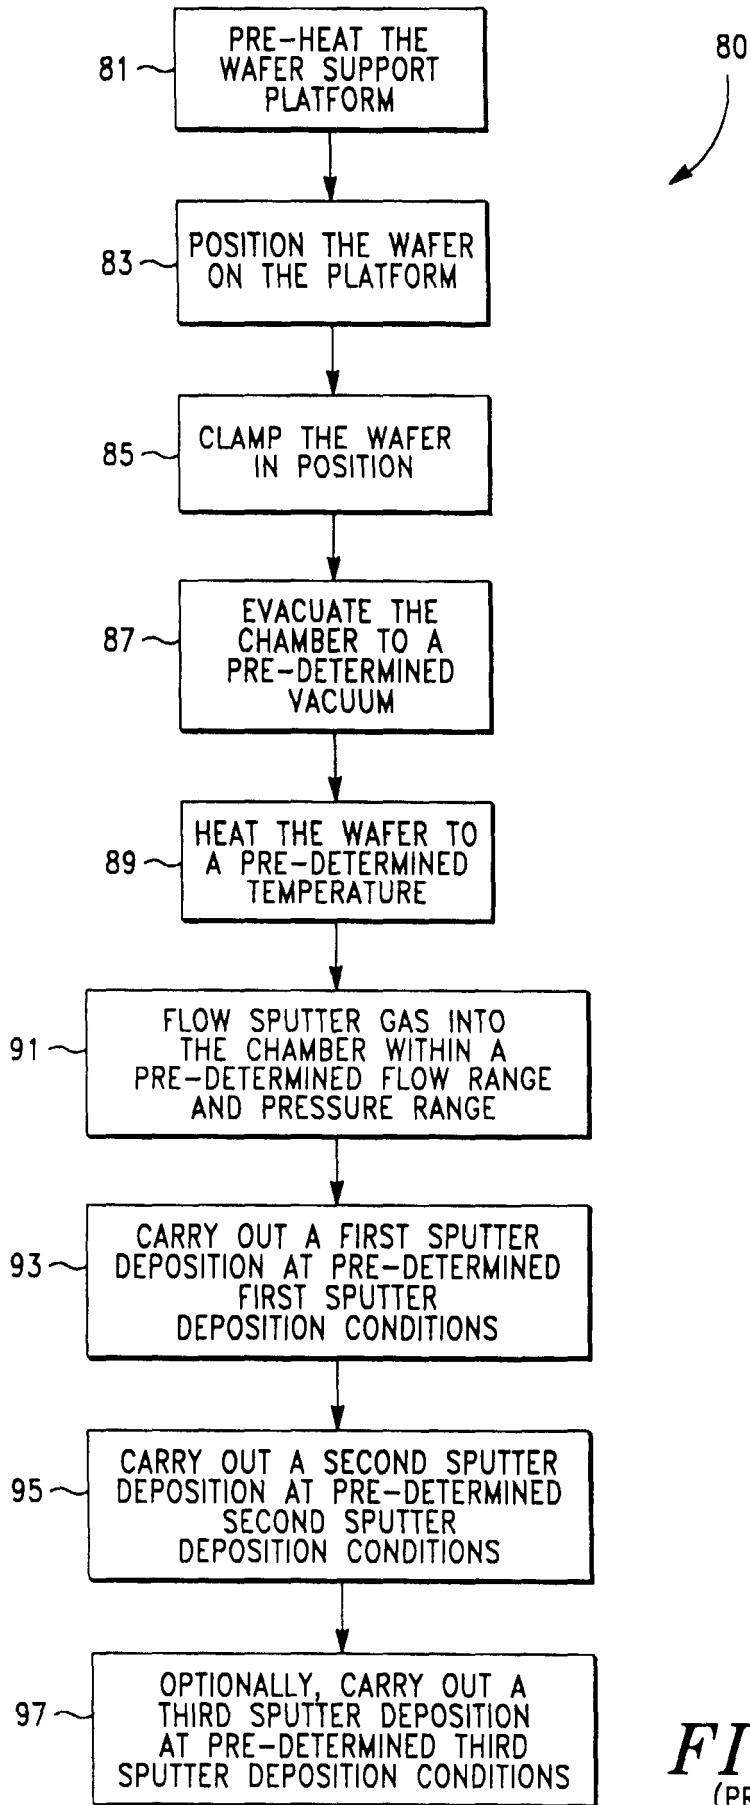 80
81
PRE-HEAT THE
WAFER SUPPORT
PLATFORM
83
POSITION THE WAFER
ON THE PLATFORM
85
CLAMP THE WAFER
IN POSITION
87
EVACUATE THE
CHAMBER TO A
PRE-DETERMINED
VACUUM
89
HEAT THE WAFER TO
A PRE-DETERMINED
TEMPERATURE
91
FLOW SPUTTER GAS INTO
THE CHAMBER WITHIN A
PRE-DETERMINED FLOW RANGE
AND PRESSURE RANGE
93
CARRY OUT A FIRST SPUTTER
DEPOSITION AT PRE-DETERMINED
FIRST SPUTTER
DEPOSITION CONDITIONS
95
CARRY OUT A SECOND SPUTTER
DEPOSITION AT PRE-DETERMINED
SECOND SPUTTER
DEPOSITION CONDITIONS
97
OPTIONALLY, CARRY OUT A
THIRD SPUTTER DEPOSITION
AT PRE-DETERMINED THIRD
SPUTTER DEPOSITION CONDITIONS